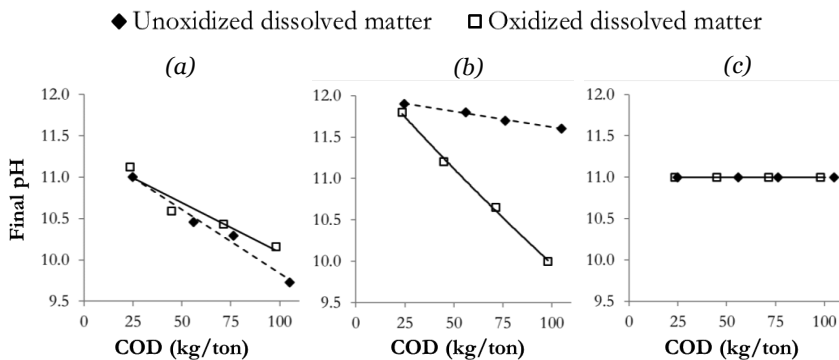 ◆ Unoxidized dissolved matter □ Oxidized dissolved matter
(a) (b) (c)
Final pH
12.0
11.5
11.0
10.5
10.0
9.5
0 25 50 75 100
COD (kg/ton)
12.0
11.5
11.0
10.5
10.0
9.5
0 25 50 75 100
COD (kg/ton)
12.0
11.5
11.0
10.5
10.0
9.5
0 25 50 75 100
COD (kg/ton)